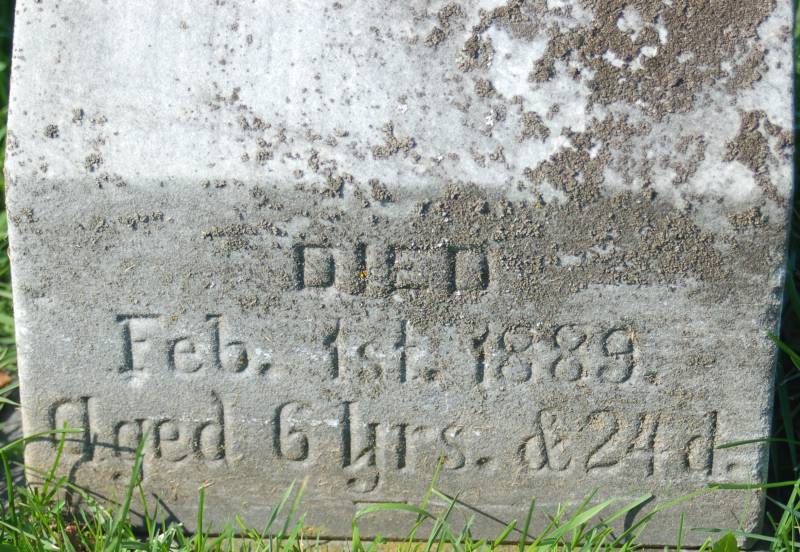 DIED
Feb. 1st. 1889.
Aged 6 yrs. & 24 d.